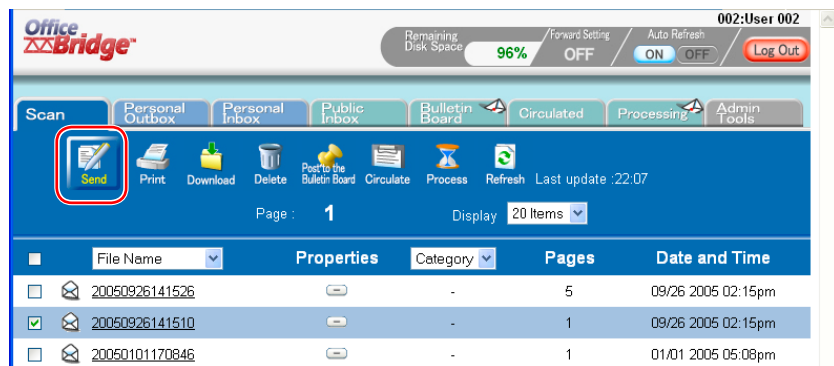 002:User 002
Office
Bridge™
Remaining
Disk Space
96%
Forward Setting
OFF
Auto Refresh
ON OFF
Log Out
Scan
Personal
Outbox
Personal
Inbox
Public
Inbox
Bulletin
Board
Circulated
Processing
Admin
Tools
Send
Print
Download
Delete
Post to the
Bulletin Board
Circulate
Process
Refresh
Last update :22:07
Page : 1
Display 20 Items
File Name Properties Category Pages Date and Time
20050926141526 - 5 09/26 2005 02:15pm
20050926141510 - 1 09/26 2005 02:15pm
20050101170846 - 1 01/01 2005 05:08pm